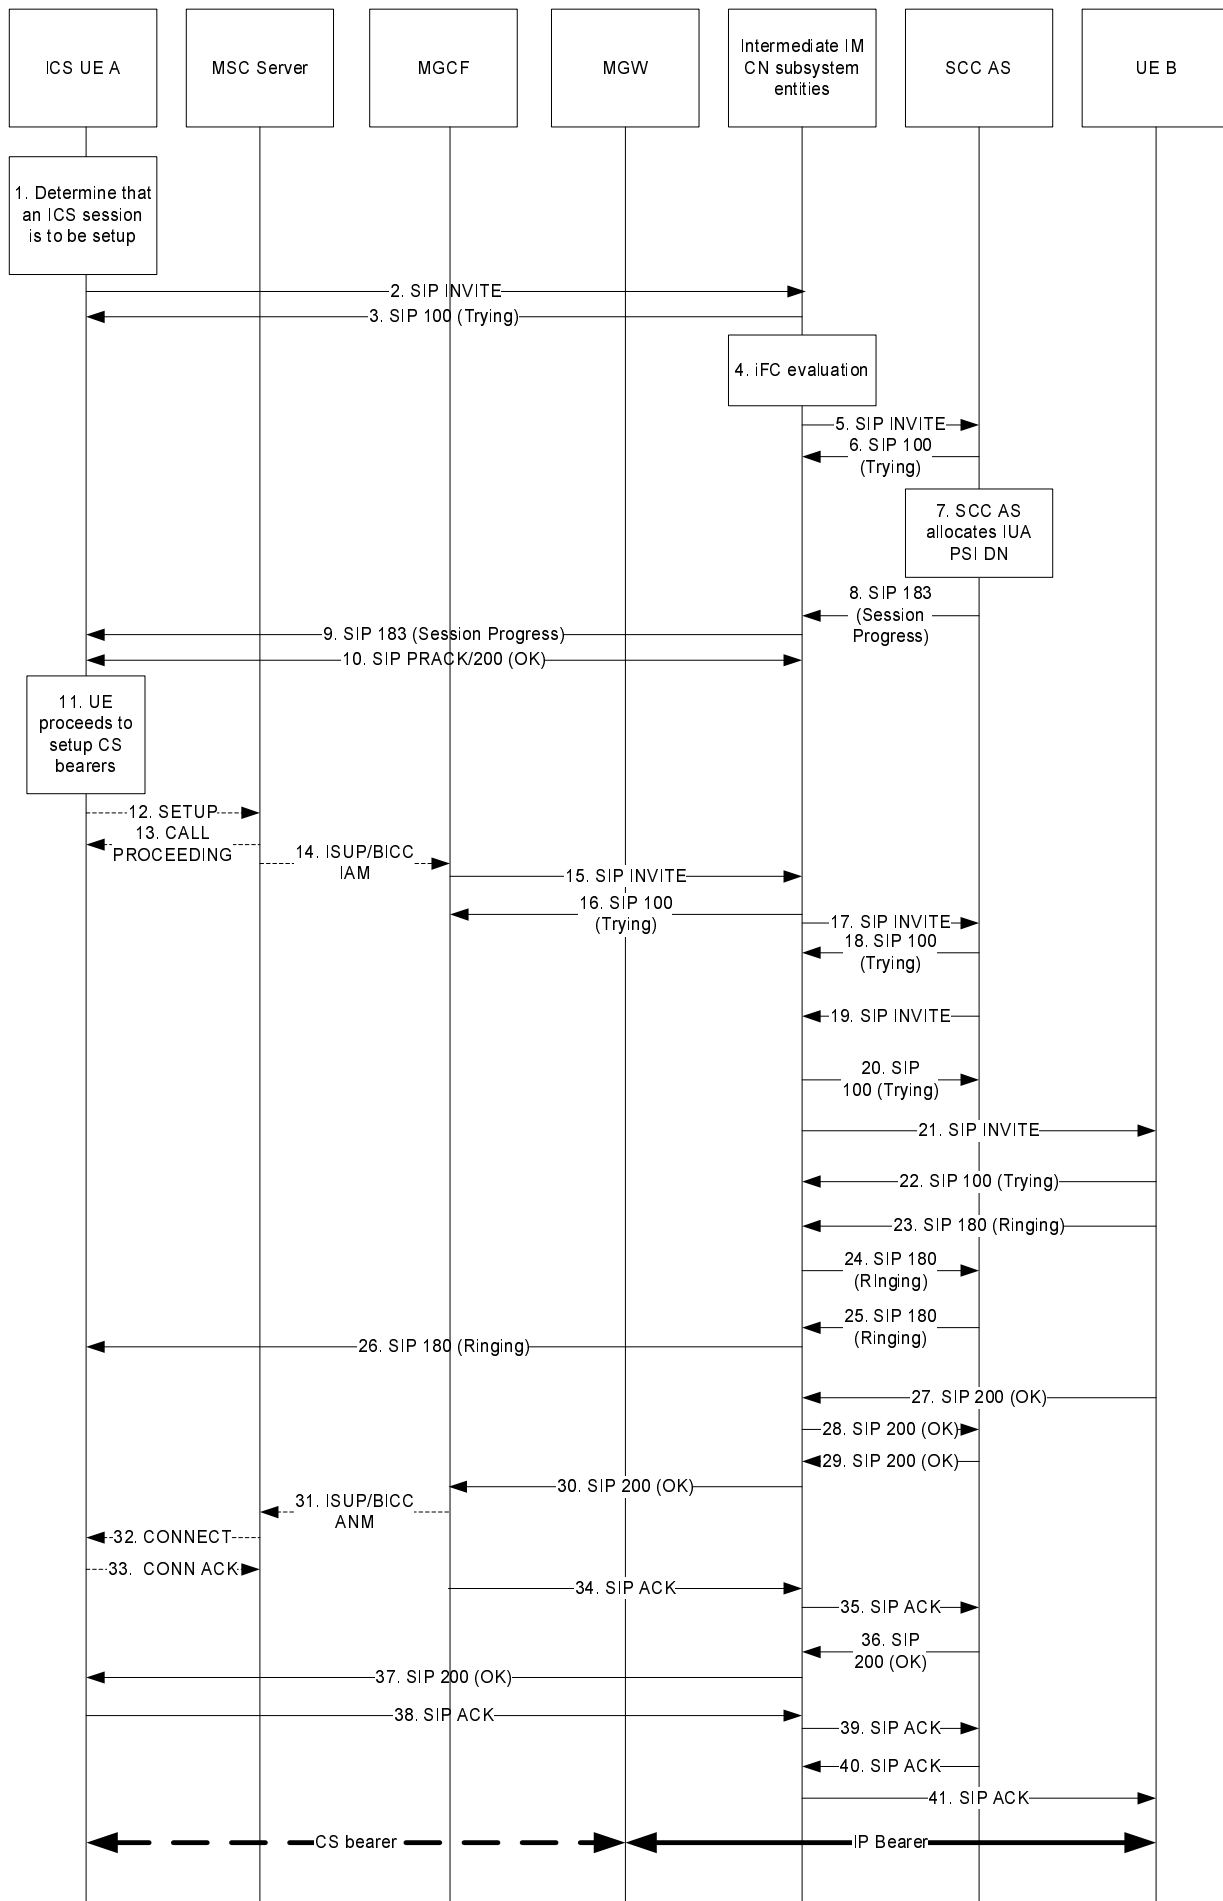 ICS UE A
MSC Server
MGCF
MGW
Intermediate IM
CN subsystem
entities
SCC AS
UE B
1. Determine that
an ICS session
is to be setup
2. SIP INVITE
3. SIP 100 (Trying)
4. iFC evaluation
5. SIP INVITE
6. SIP 100
(Trying)
7. SCC AS
allocates IUA
PSI DN
8. SIP 183
(Session
Progress)
9. SIP 183 (Session Progress)
10. SIP PRACK/200 (OK)
11. UE
proceeds to
setup CS
bearers
12. SETUP
13. CALL
PROCEEDING
14. ISUP/BICC
IAM
15. SIP INVITE
16. SIP 100
(Trying)
17. SIP INVITE
18. SIP 100
(Trying)
19. SIP INVITE
20. SIP
100 (Trying)
21. SIP INVITE
22. SIP 100 (Trying)
23. SIP 180 (Ringing)
24. SIP 180
(RInging)
25. SIP 180
(Ringing)
26. SIP 180 (Ringing)
27. SIP 200 (OK)
28. SIP 200 (OK)
29. SIP 200 (OK)
30. SIP 200 (OK)
31. ISUP/BICC
ANM
32. CONNECT
33. CONN ACK
34. SIP ACK
35. SIP ACK
36. SIP
200 (OK)
37. SIP 200 (OK)
38. SIP ACK
39. SIP ACK
40. SIP ACK
41. SIP ACK
CS bearer
IP Bearer